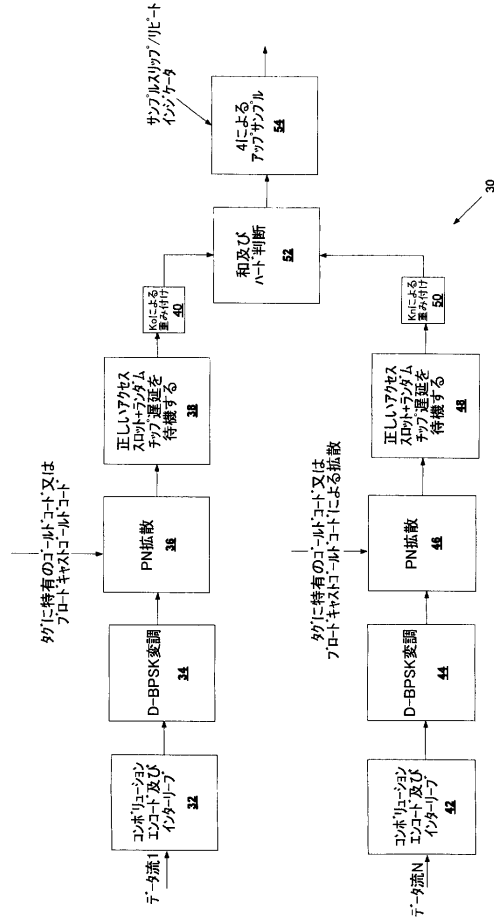 データ流1
コンボリューション
エンコード及び
インターリーブ
32
D-BPSK変調
34
タグに特有のゴールドコード又は
ブロードキャストゴールドコード
PN拡散
36
正しいアクセス
スロット+ランダム
チップ遅延を
待機する
38
K0による
重み付け
40
和及び
ハード判断
52
サンプルスリップ/リピート
インジケータ
4による
アップサンプル
54
データ流N
コンボリューション
エンコード及び
インターリーブ
42
D-BPSK変調
44
タグに特有のゴールドコード又は
ブロードキャストゴールドコードによる拡散
PN拡散
46
正しいアクセス
スロット+ランダム
チップ遅延を
待機する
48
Knによる
重み付け
50
30